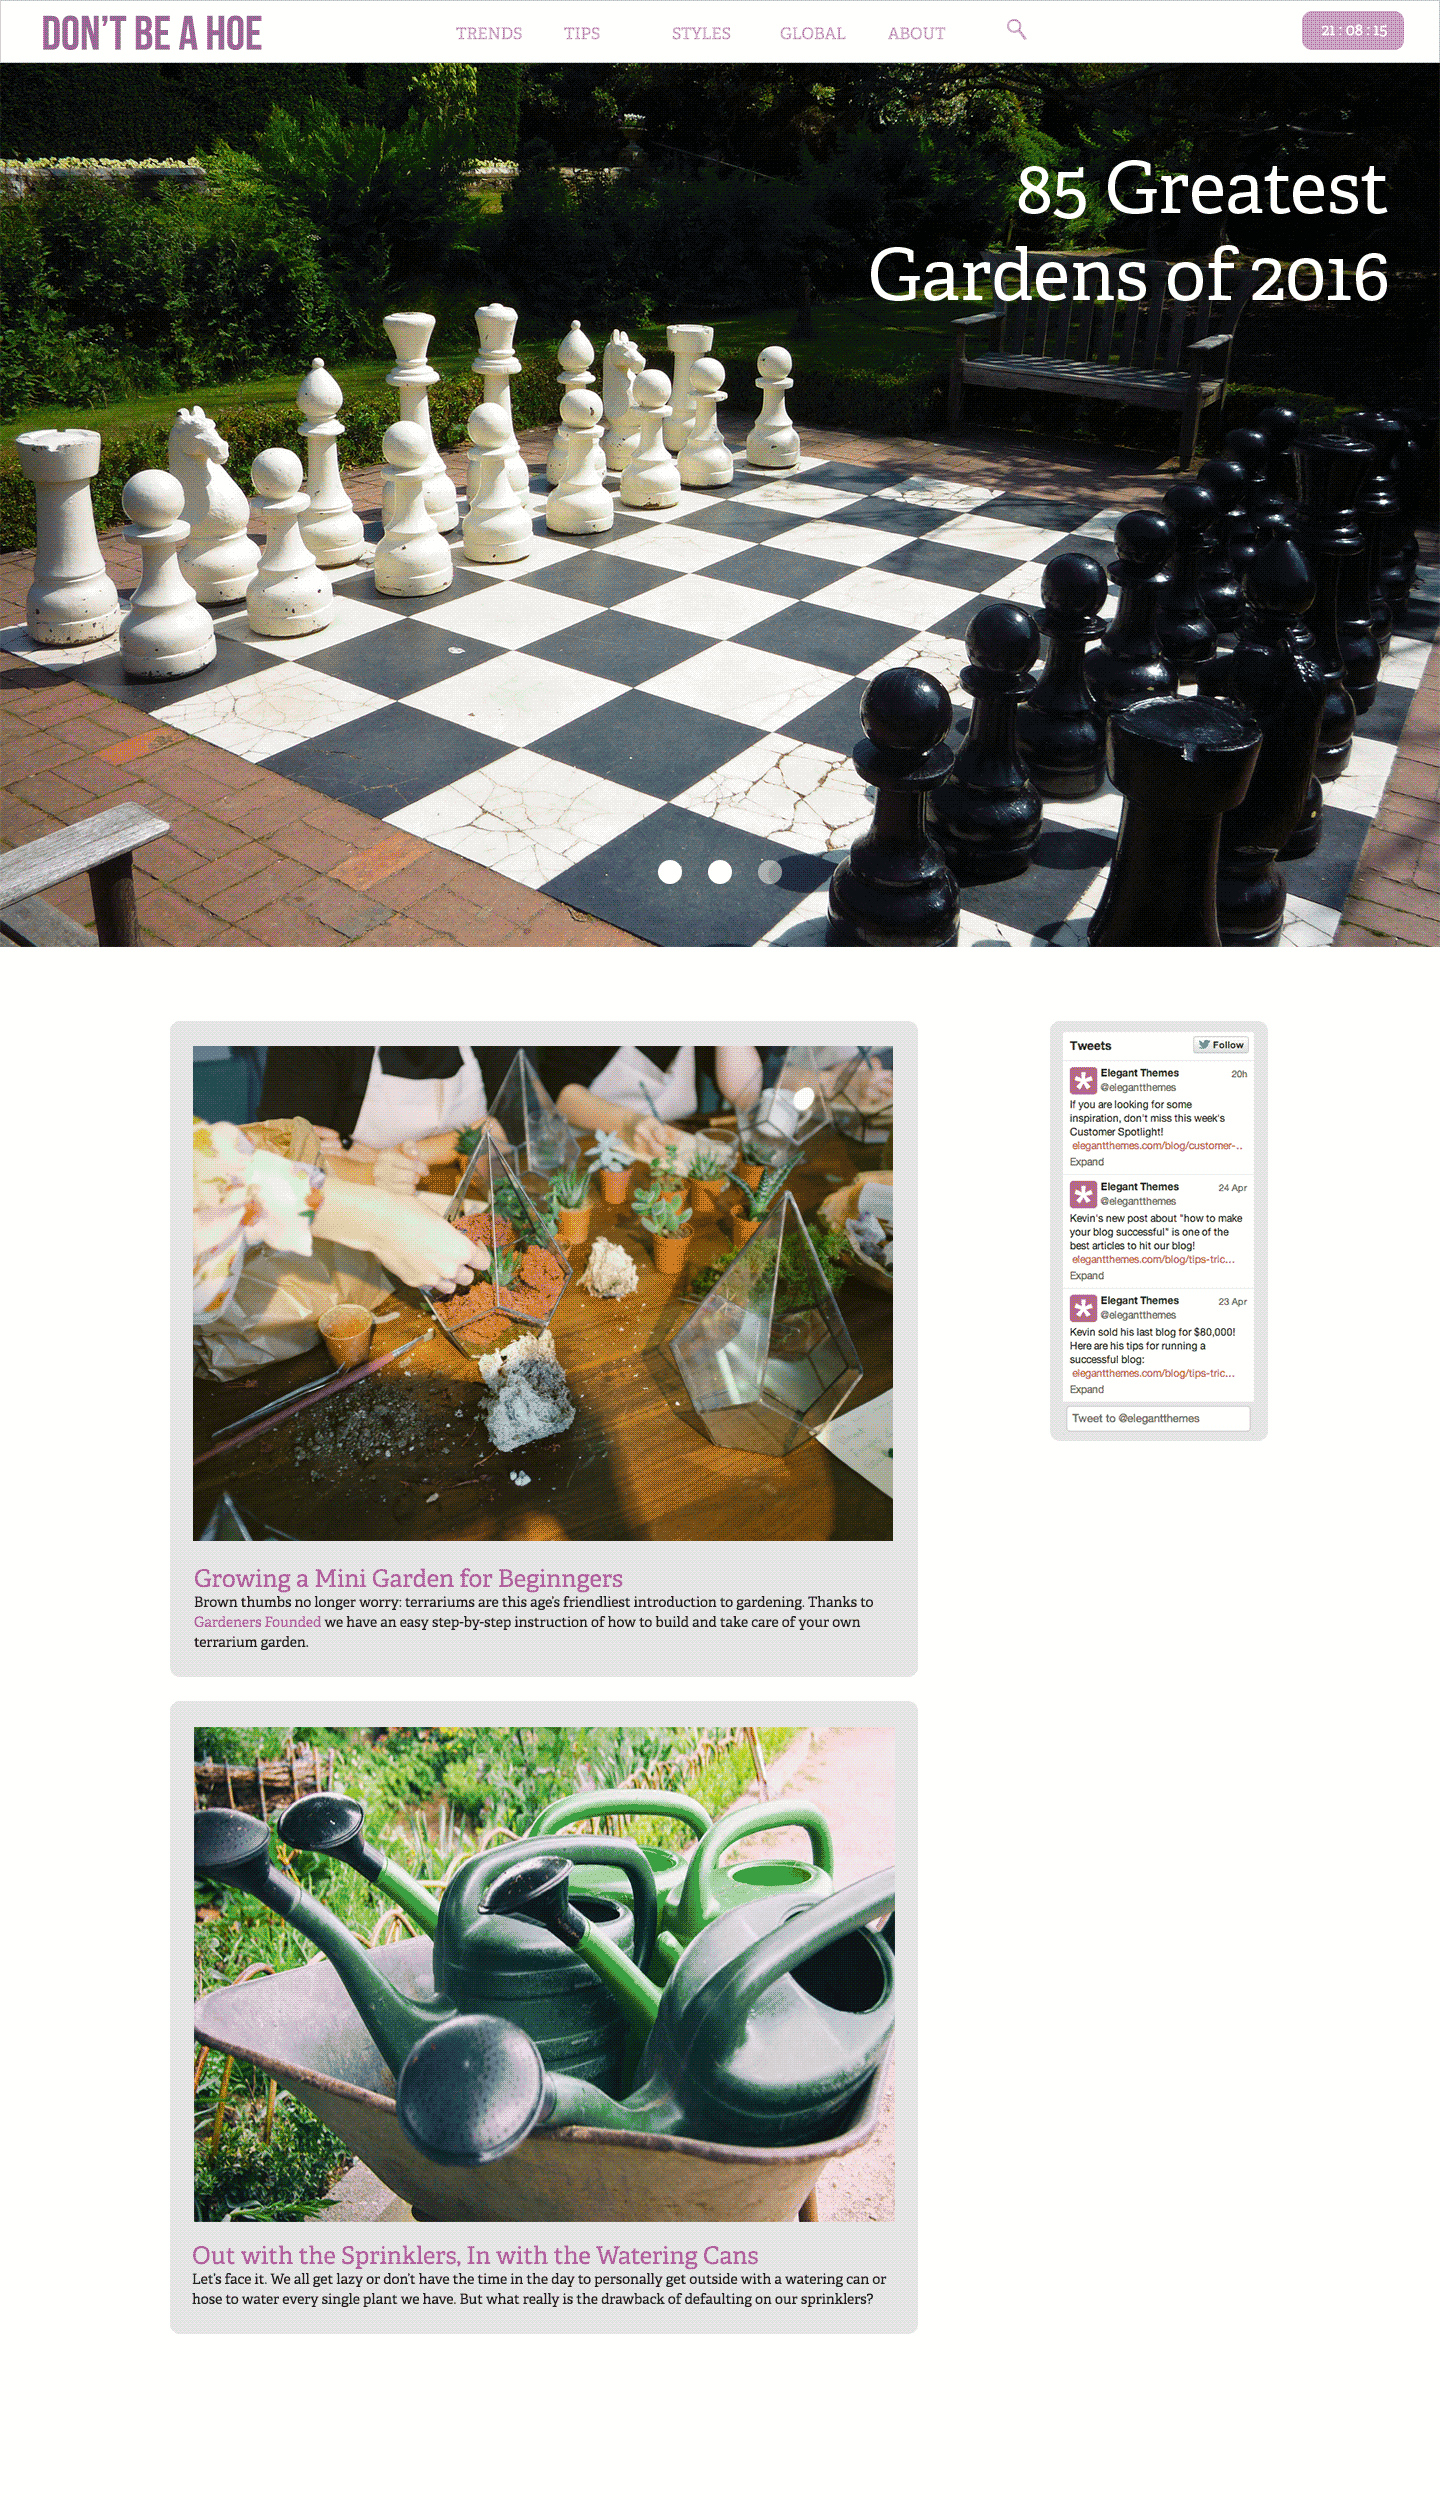 DON'T BE A HOE
TRENDS TIPS STYLES GLOBAL ABOUT
21 : 08 : 15
85 Greatest
Gardens of 2016
Growing a Mini Garden for Beginngers
Brown thumbs no longer worry: terrariums are this age's friendliest introduction to gardening. Thanks to
Gardeners Founded we have an easy step-by-step instruction of how to build and take care of your own
terrarium garden.
Out with the Sprinklers, In with the Watering Cans
Let's face it. We all get lazy or don't have the time in the day to personally get outside with a watering can or
hose to water every single plant we have. But what really is the drawback of defaulting on our sprinklers?
Tweets Follow
Elegant Themes 20h
@elegantthemes
If you are looking for some
inspiration, don't miss this week's
Customer Spotlight!
elegantthemes.com/blog/customer-..
Expand
Elegant Themes 24 Apr
@elegantthemes
Kevin's new post about "how to make
your blog successful" is one of the
best articles to hit our blog!
elegantthemes.com/blog/tips-tric...
Expand
Elegant Themes 23 Apr
@elegantthemes
Kevin sold his last blog for $80,000!
Here are his tips for running a
successful blog:
elegantthemes.com/blog/tips-tric...
Expand
Tweet to @elegantthemes